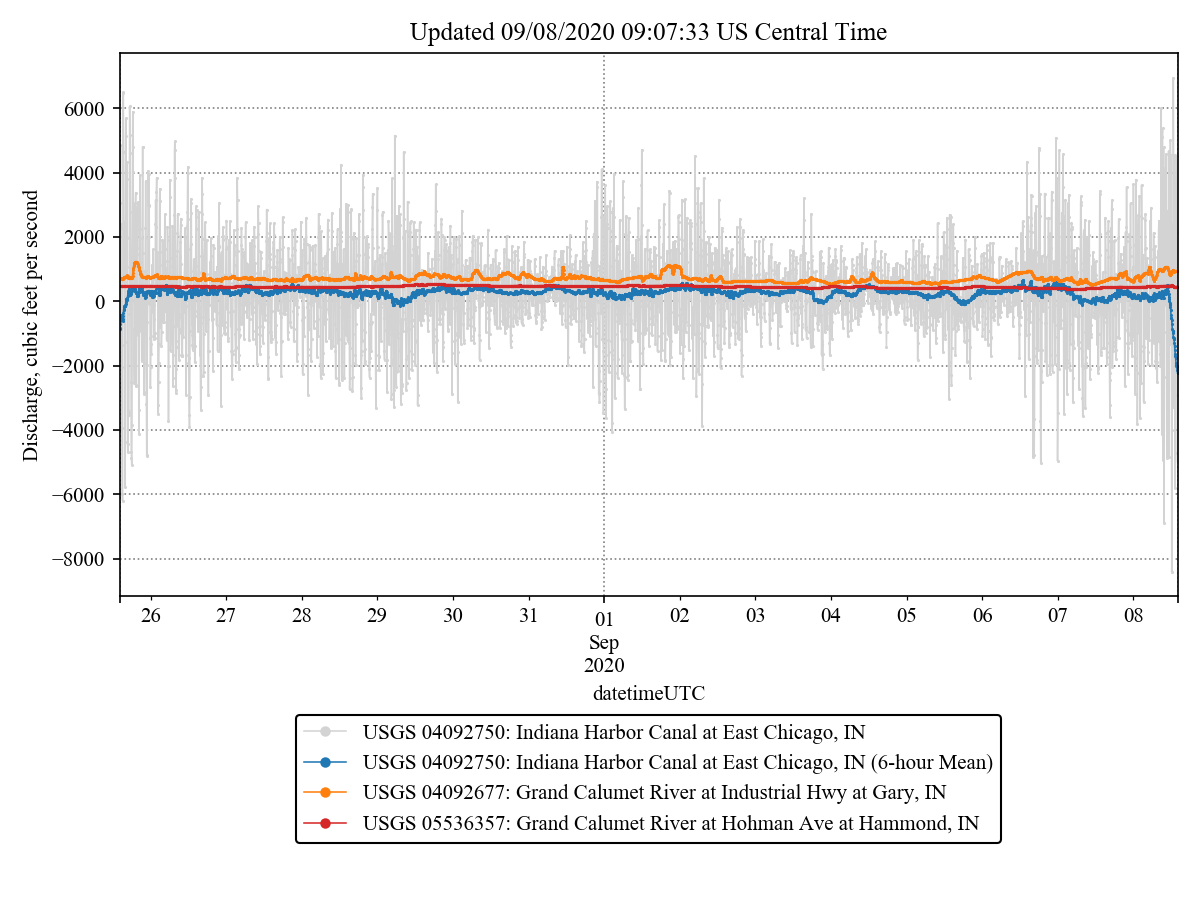 Updated 09/08/2020 09:07:33 US Central Time
Discharge, cubic feet per second
6000
4000
2000
0
−2000
−4000
−6000
−8000
26 27 28 29 30 31 01 02 03 04 05 06 07 08
Sep
2020
datetimeUTC
USGS 04092750: Indiana Harbor Canal at East Chicago, IN
USGS 04092750: Indiana Harbor Canal at East Chicago, IN (6-hour Mean)
USGS 04092677: Grand Calumet River at Industrial Hwy at Gary, IN
USGS 05536357: Grand Calumet River at Hohman Ave at Hammond, IN